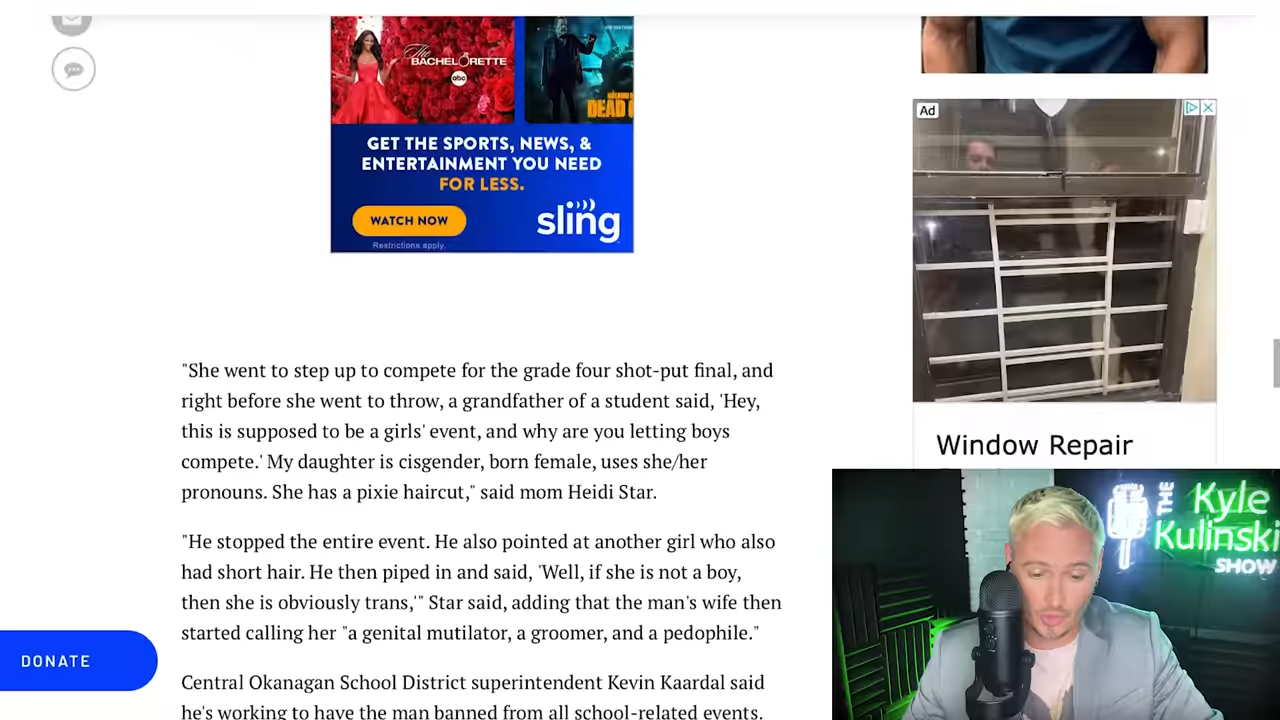 The
BACHELORETTE
abc
DEAD
GET THE SPORTS, NEWS, &
ENTERTAINMENT YOU NEED
FOR LESS.
WATCH NOW
sling
Restrictions apply.
Ad
Window Repair
"She went to step up to compete for the grade four shot-put final, and
right before she went to throw, a grandfather of a student said, 'Hey,
this is supposed to be a girls' event, and why are you letting boys
compete.' My daughter is cisgender, born female, uses she/her
pronouns. She has a pixie haircut," said mom Heidi Star.
"He stopped the entire event. He also pointed at another girl who also
had short hair. He then piped in and said, 'Well, if she is not a boy,
then she is obviously trans,'" Star said, adding that the man's wife then
started calling her "a genital mutilator, a groomer, and a pedophile."
Central Okanagan School District superintendent Kevin Kaardal said
he's working to have the man banned from all school-related events.
DONATE
THE
Kyle
Kulinski
SHOW